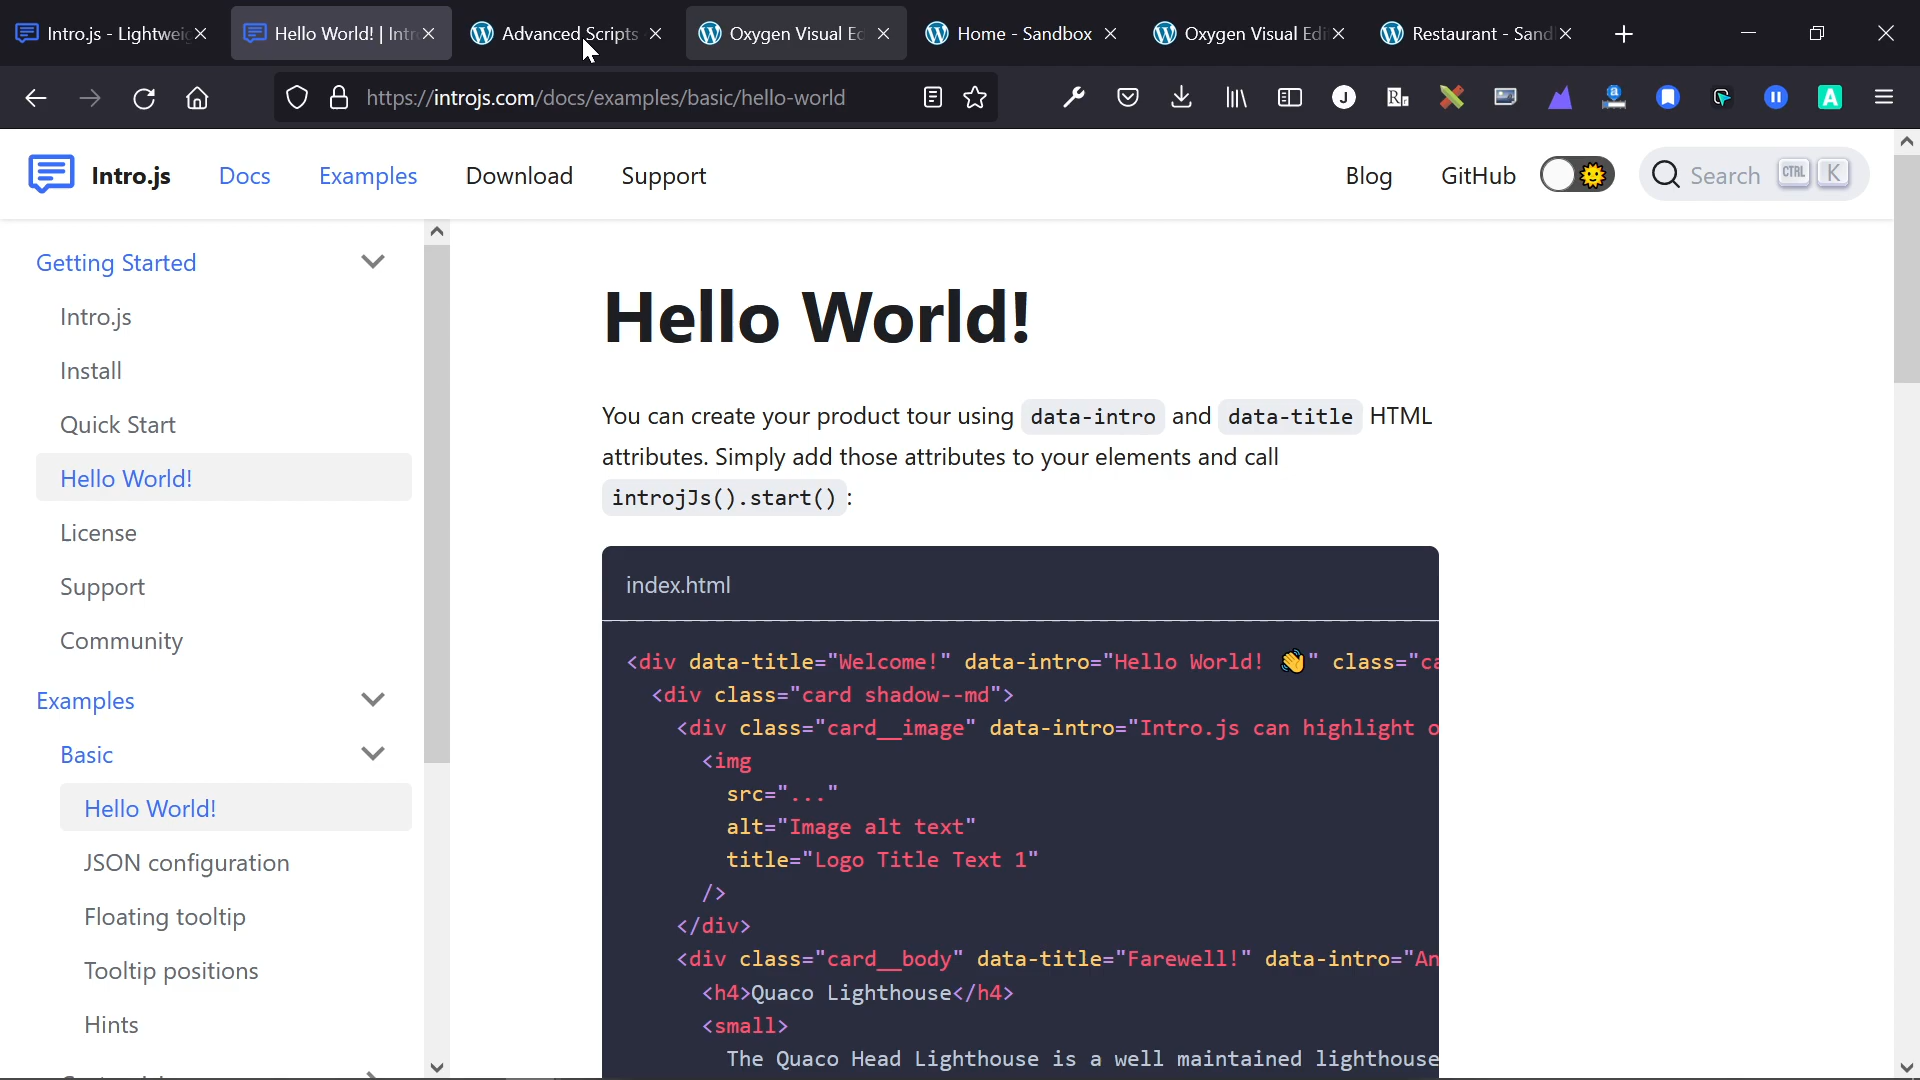 Intro.js - Lightwei
Hello World! | Intr
Advanced Scripts
Oxygen Visual Ed
Home - Sandbox
Oxygen Visual Edi
Restaurant - Sand
https://introjs.com/docs/examples/basic/hello-world
Intro.js
Docs
Examples
Download
Support
Blog
GitHub
Search
CTRL
K
Getting Started
Intro.js
Install
Quick Start
Hello World!
License
Support
Community
Examples
Basic
Hello World!
JSON configuration
Floating tooltip
Tooltip positions
Hints
Hello World!
You can create your product tour using data-intro and data-title HTML
attributes. Simply add those attributes to your elements and call
introjJs().start() :
index.html
<div data-title="Welcome!" data-intro="Hello World! 👋" class="ca
<div class="card shadow--md">
<div class="card__image" data-intro="Intro.js can highlight o
<img
src="..."
alt="Image alt text"
title="Logo Title Text 1"
/>
</div>
<div class="card__body" data-title="Farewell!" data-intro="An
<h4>Quaco Lighthouse</h4>
<small>
The Quaco Head Lighthouse is a well maintained lighthouse